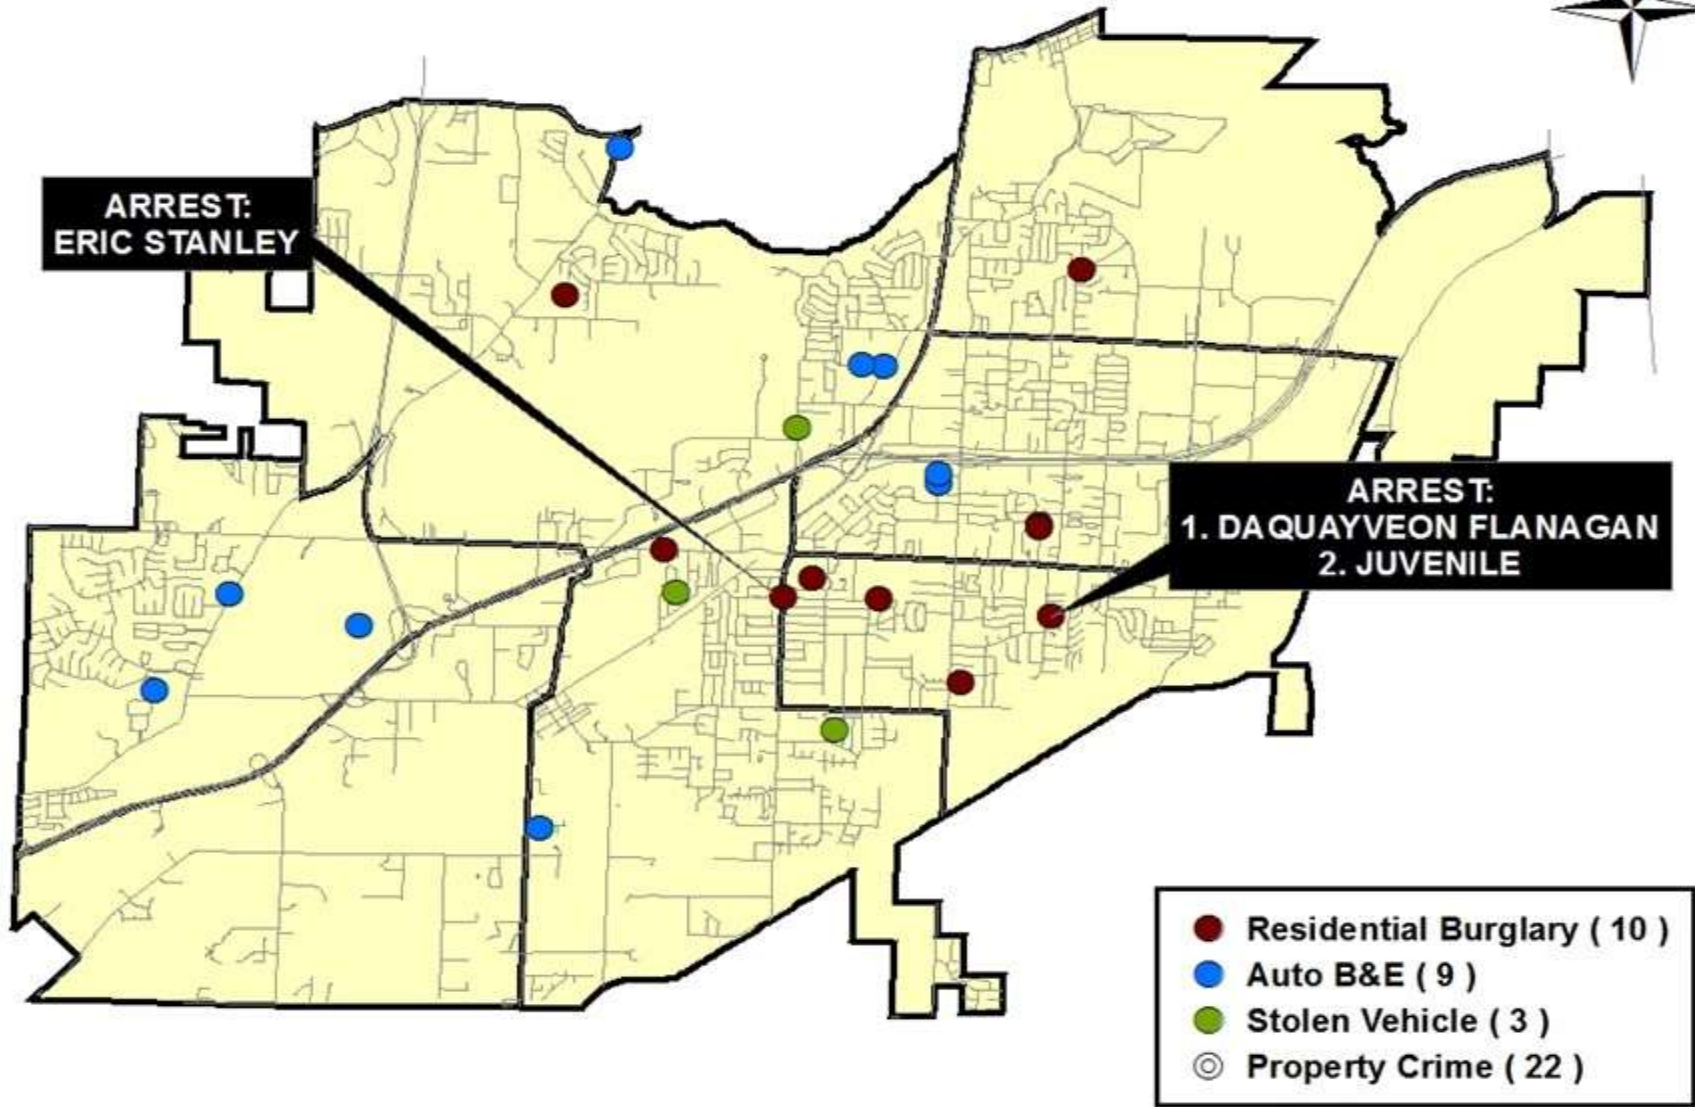 ARREST:
ERIC STANLEY
ARREST:
1. DAQUAYVEON FLANAGAN
2. JUVENILE
Residential Burglary ( 10 )
Auto B&E ( 9 )
Stolen Vehicle ( 3 )
Property Crime ( 22 )